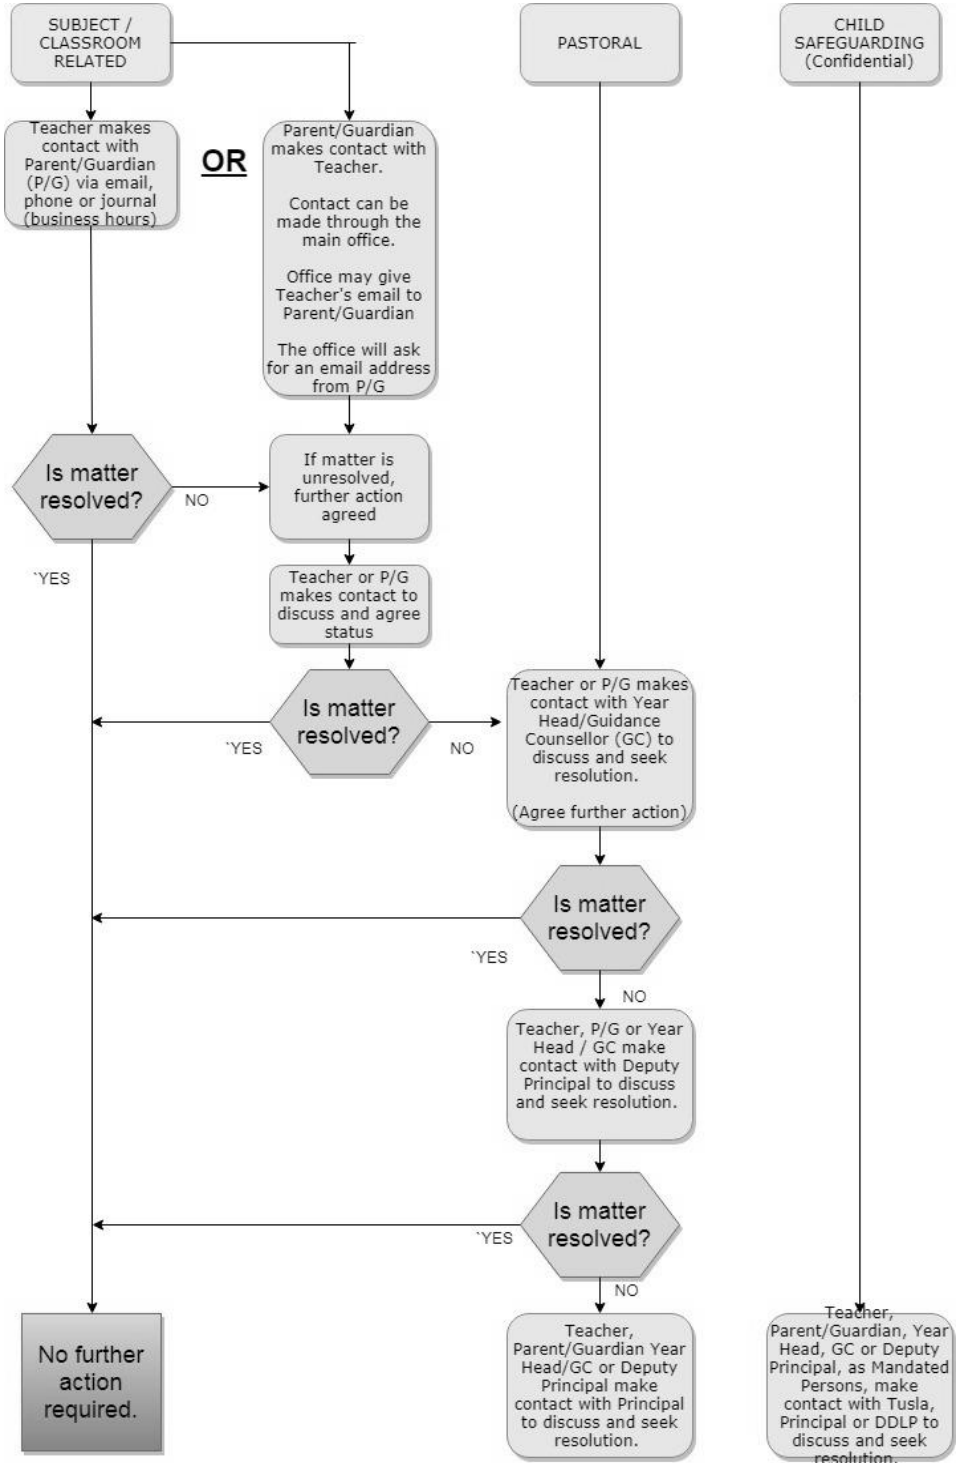 SUBJECT /
CLASSROOM
RELATED
PASTORAL
CHILD
SAFEGUARDING
(Confidential)
Teacher makes
contact with
Parent/Guardian
(P/G) via email,
phone or journal
(business hours)
OR
Parent/Guardian
makes contact with
Teacher.
Contact can be
made through the
main office.
Office may give
Teacher's email to
Parent/Guardian
The office will ask
for an email address
from P/G
Is matter
resolved?
NO
`YES
If matter is
unresolved,
further action
agreed
Teacher or P/G
makes contact to
discuss and agree
status
Is matter
resolved?
`YES
NO
Teacher or P/G makes
contact with Year
Head/Guidance
Counsellor (GC) to
discuss and seek
resolution.
(Agree further action)
Is matter
resolved?
`YES
NO
Teacher, P/G or Year
Head / GC make
contact with Deputy
Principal to discuss
and seek resolution.
Is matter
resolved?
`YES
NO
No further
action
required.
Teacher,
Parent/Guardian Year
Head/GC or Deputy
Principal make
contact with Principal
to discuss and seek
resolution.
Teacher,
Parent/Guardian, Year
Head, GC or Deputy
Principal, as Mandated
Persons, make
contact with Tusla,
Principal or DDLP to
discuss and seek
resolution.